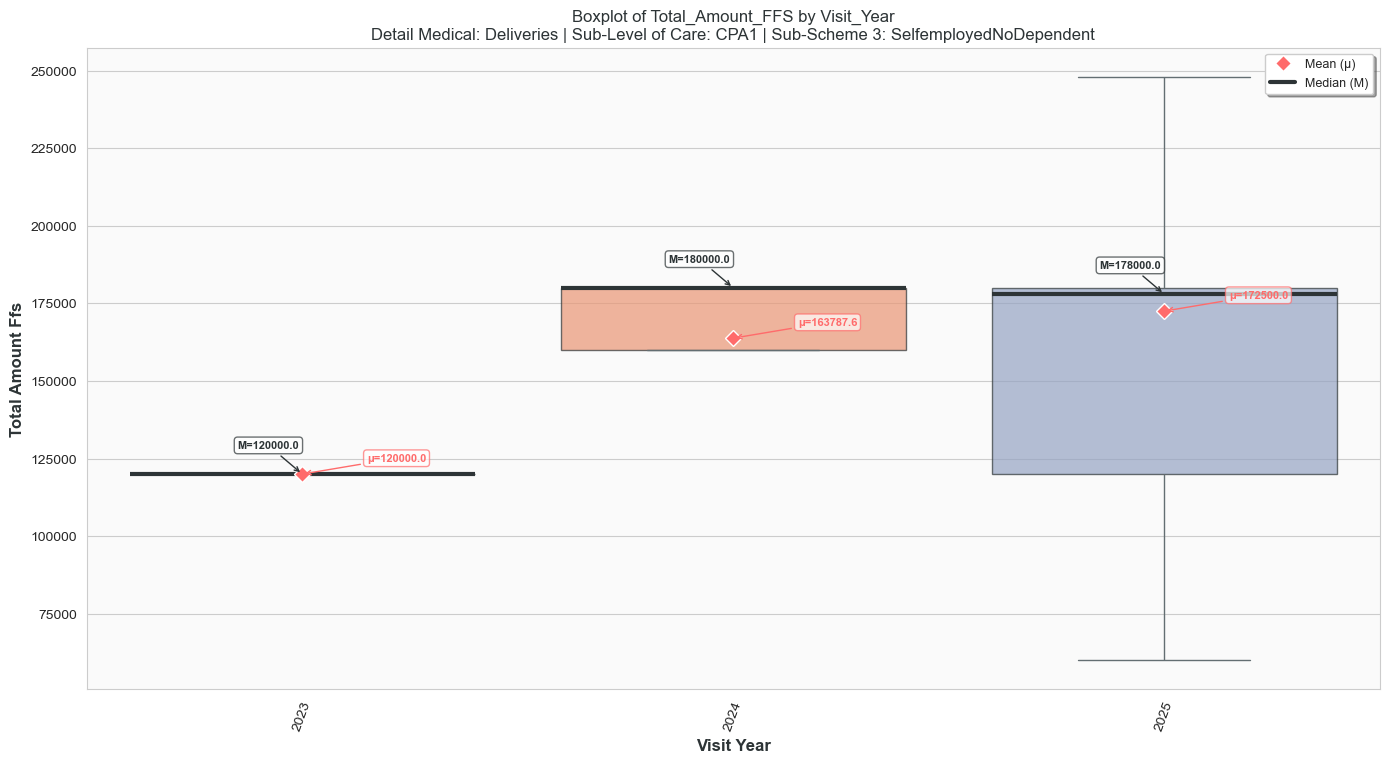 Boxplot of Total_Amount_FFS by Visit_Year
Detail Medical: Deliveries | Sub-Level of Care: CPA1 | Sub-Scheme 3: SelfemployedNoDependent
Mean (μ)
Median (M)
Total Amount Ffs
250000
225000
200000
175000
150000
125000
100000
75000
M=120000.0
μ=120000.0
M=180000.0
μ=163787.6
M=178000.0
μ=172500.0
2023
2024
2025
Visit Year